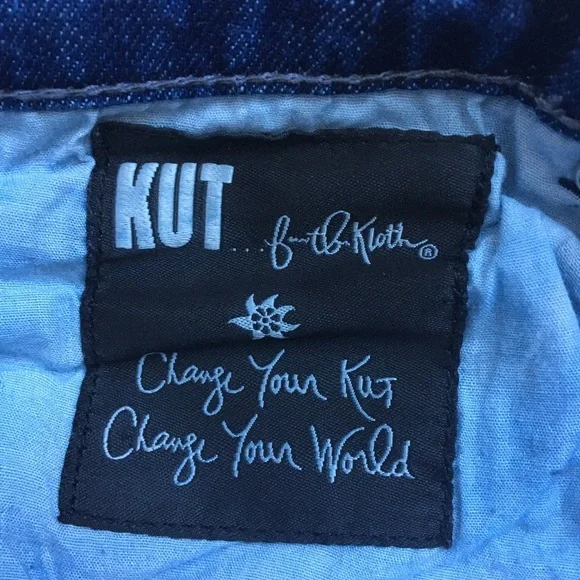 KUT...from the Kloth®
Change Your KUT
Change Your World